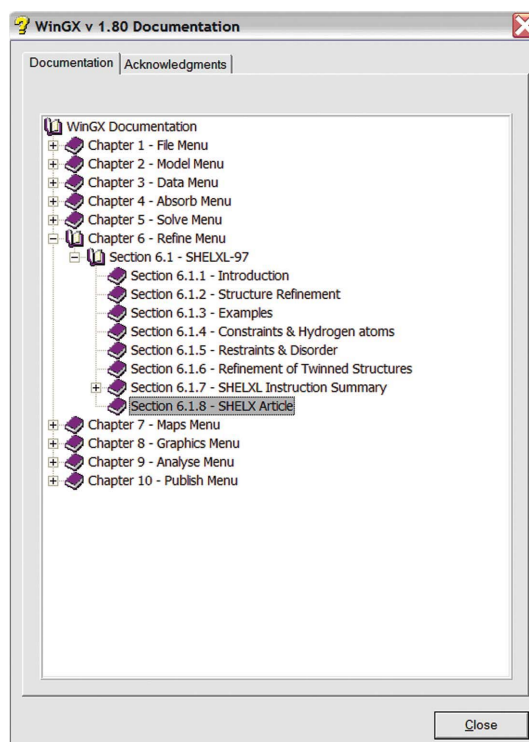 WinGX v 1.80 Documentation
Documentation
Acknowledgments
WinGX Documentation
Chapter 1 - File Menu
Chapter 2 - Model Menu
Chapter 3 - Data Menu
Chapter 4 - Absorb Menu
Chapter 5 - Solve Menu
Chapter 6 - Refine Menu
Section 6.1 - SHELXL-97
Section 6.1.1 - Introduction
Section 6.1.2 - Structure Refinement
Section 6.1.3 - Examples
Section 6.1.4 - Constraints & Hydrogen atoms
Section 6.1.5 - Restraints & Disorder
Section 6.1.6 - Refinement of Twinned Structures
Section 6.1.7 - SHELXL Instruction Summary
Section 6.1.8 - SHELX Article
Chapter 7 - Maps Menu
Chapter 8 - Graphics Menu
Chapter 9 - Analyse Menu
Chapter 10 - Publish Menu
Close